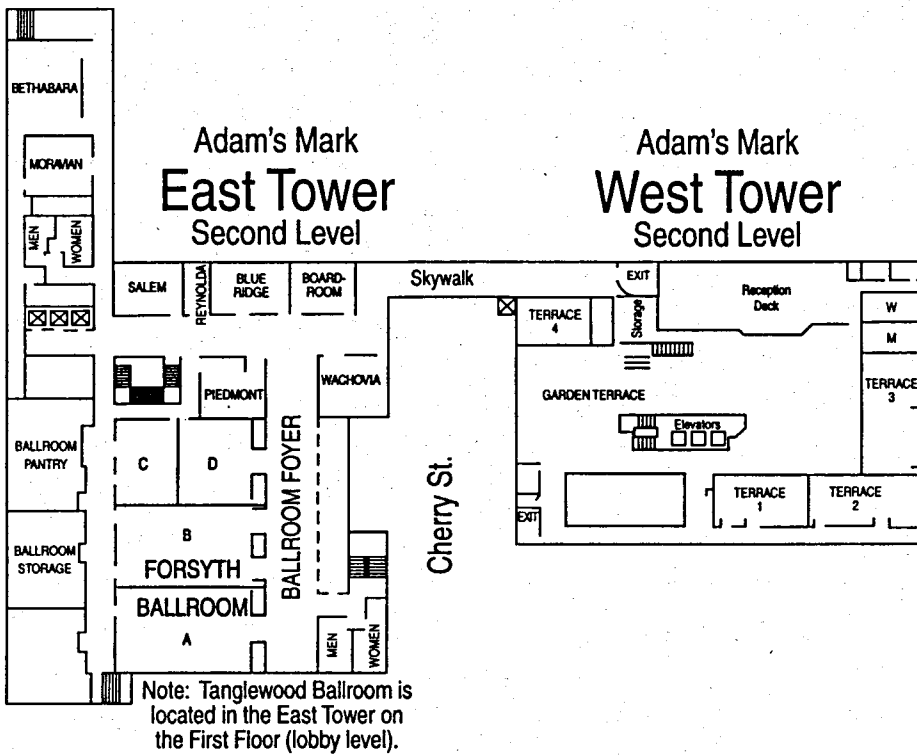 BETHABARA
MORAVIAN
MEN
WOMEN
Adam's Mark
East Tower
Second Level
Adam's Mark
West Tower
Second Level
SALEM
REYNOLDA
BLUE
RIDGE
BOARD-
ROOM
Skywalk
EXIT
Reception
Deck
W
M
TERRACE
4
Storage
TERRACE
3
PIEDMONT
WACHOVIA
GARDEN TERRACE
Elevators
BALLROOM
PANTRY
C
D
BALLROOM FOYER
Cherry St.
TERRACE
1
TERRACE
2
EXIT
B
FORSYTH
BALLROOM
A
BALLROOM
STORAGE
MEN
WOMEN
Note: Tanglewood Ballroom is
located in the East Tower on
the First Floor (lobby level).